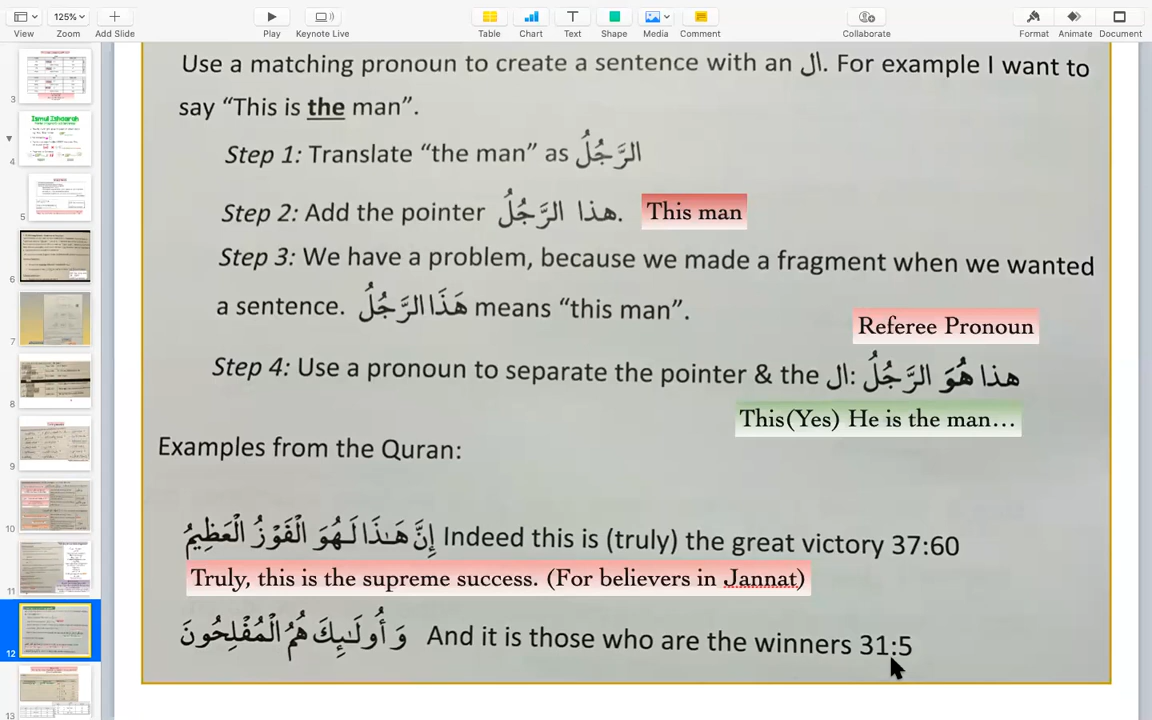 View
125%
Zoom
Add Slide
Play
Keynote Live
Table
Chart
Text
Shape
Media
Comment
Collaborate
Format
Animate
Document
Use a matching pronoun to create a sentence with an ال. For example I want to
say “This is the man”.
Step 1: Translate “the man” as الرَّجُلُ
Step 2: Add the pointer هذا الرَّجُلُ.
This man
Step 3: We have a problem, because we made a fragment when we wanted
a sentence. هَذَا الرَّجُلُ means “this man”.
Referee Pronoun
Step 4: Use a pronoun to separate the pointer & the ال: هذا هُوَ الرَّجُلُ
This(Yes) He is the man…
Examples from the Quran:
إِنَّ هَـٰذَا لَـهُوَ الْفَوْزُ الْعَظِيمُ Indeed this is (truly) the great victory 37:60
Truly, this is the supreme success. (For believers in Jannat)
وَ أُولَـٰئِكَ هُمُ الْمُفْلِحُونَ And it is those who are the winners 31:5
3
Ismul Ishaarah
4
5
6
7
8
9
10
11
12
13